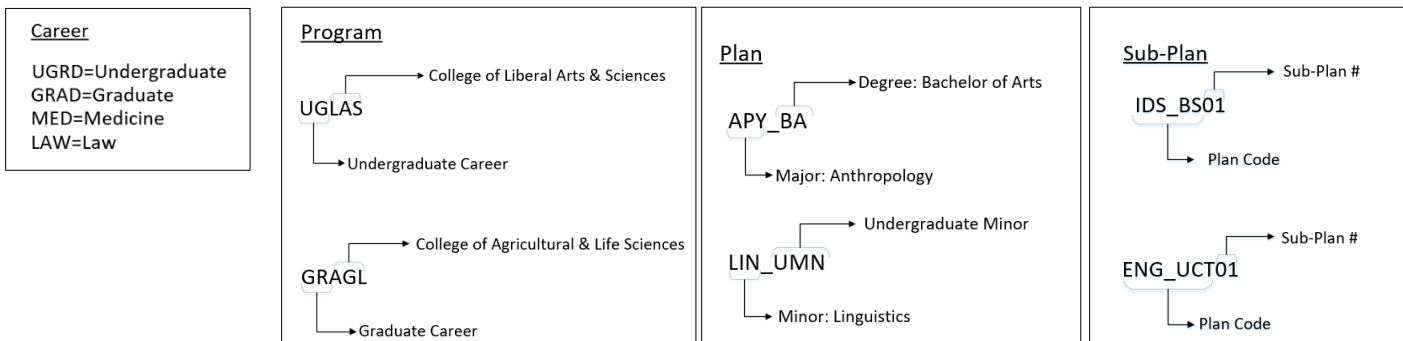 Career
UGRD=Undergraduate
GRAD=Graduate
MED=Medicine
LAW=Law
Program
College of Liberal Arts & Sciences
UGLAS
Undergraduate Career
College of Agricultural & Life Sciences
GRAGL
Graduate Career
Plan
Degree: Bachelor of Arts
APY_BA
Major: Anthropology
Undergraduate Minor
LIN_UMN
Minor: Linguistics
Sub-Plan
Sub-Plan #
IDS_BS01
Plan Code
Sub-Plan #
ENG_UCT01
Plan Code